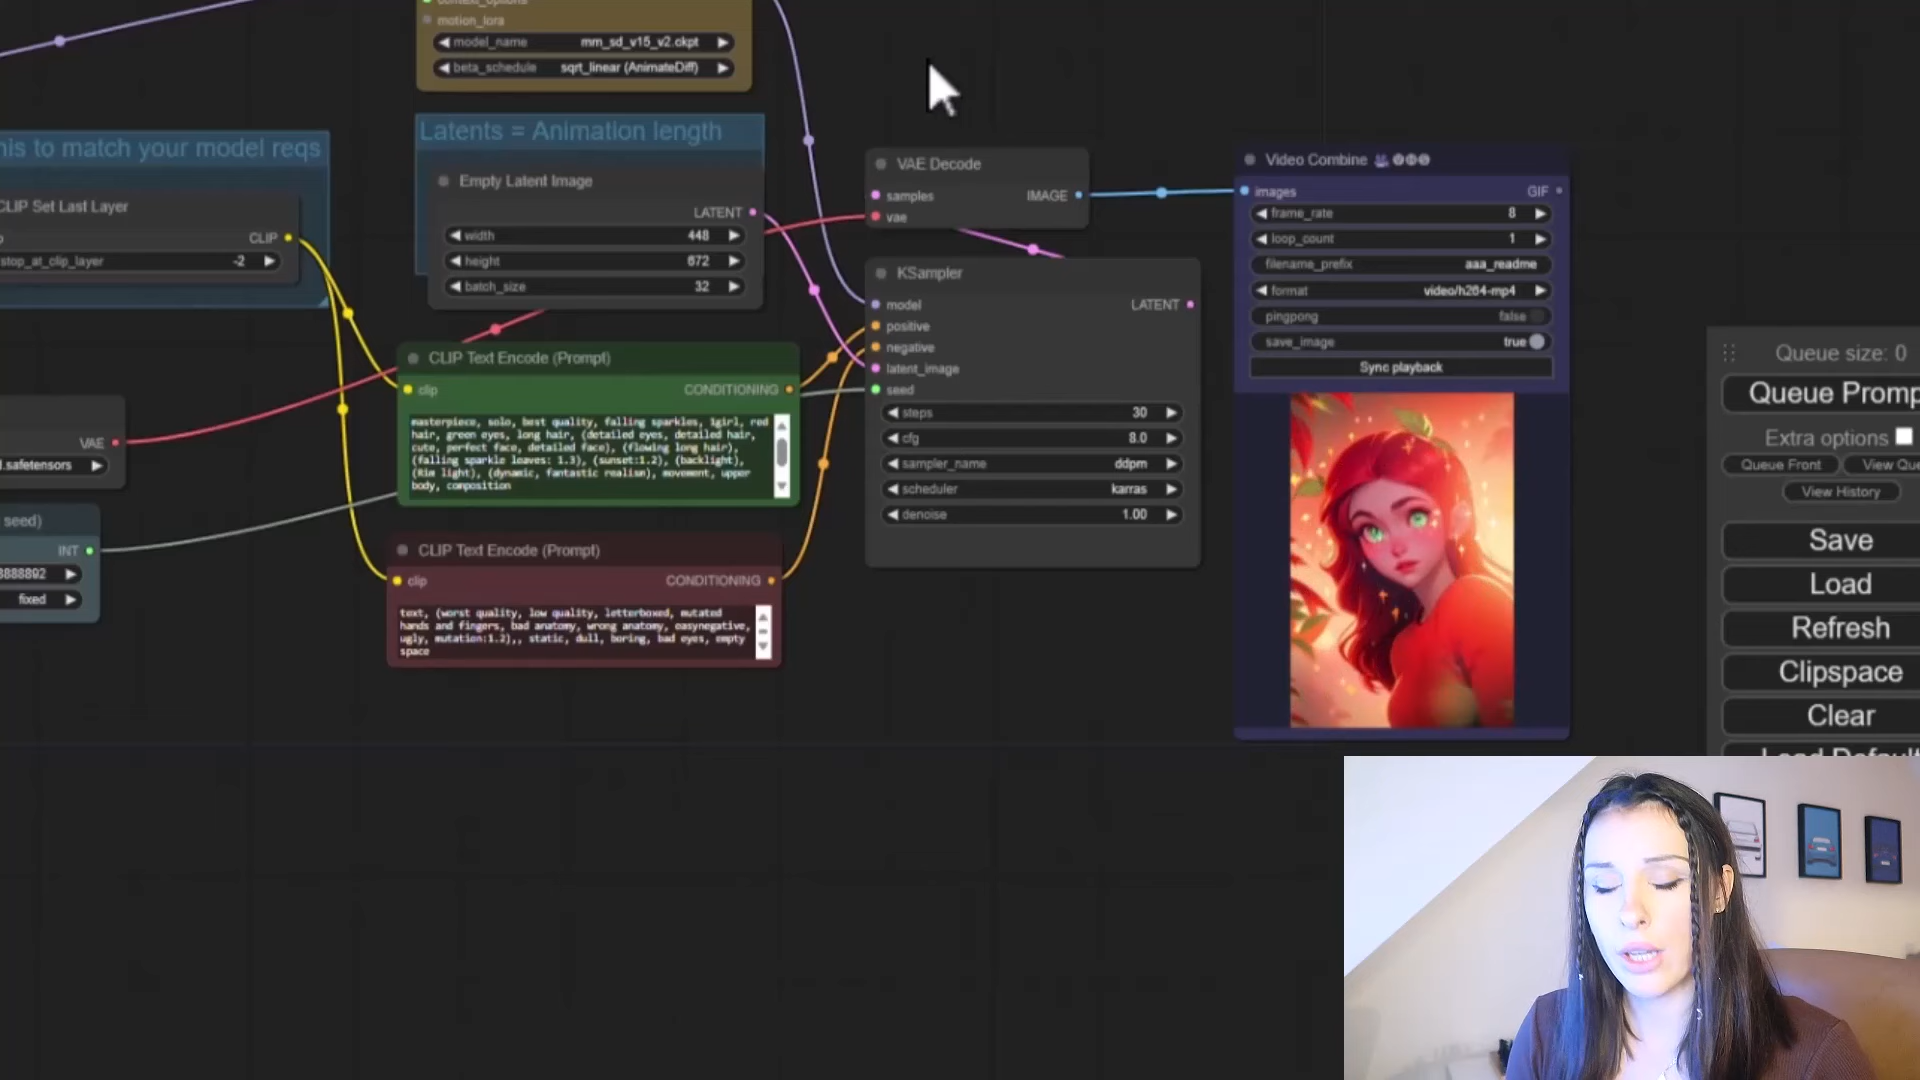 context_options
motion_lora
model_name mm_sd_v15_v2.ckpt
beta_schedule sqrt_linear (AnimateDiff)
his to match your model reqs
CLIP Set Last Layer
CLIP
stop_at_clip_layer -2
Latents = Animation length
Empty Latent Image
LATENT
width 448
height 672
batch_size 32
VAE
.safetensors
seed)
INT
8888892
fixed
CLIP Text Encode (Prompt)
clip CONDITIONING
masterpiece, solo, best quality, falling sparkles, 1girl, red
hair, green eyes, long hair, (detailed eyes, detailed hair,
cute, perfect face, detailed face), (flowing long hair),
(falling sparkle leaves: 1.3), (sunset:1.2), (backlight),
(Rim light), (dynamic, fantastic realism), movement, upper
body, composition
CLIP Text Encode (Prompt)
clip CONDITIONING
text, (worst quality, low quality, letterboxed, mutated
hands and fingers, bad anatomy, wrong anatomy, easynegative,
ugly, mutation:1.2),, static, dull, boring, bad eyes, empty
space
VAE Decode
samples IMAGE
vae
KSampler
model LATENT
positive
negative
latent_image
seed
steps 30
cfg 8.0
sampler_name ddpm
scheduler karras
denoise 1.00
Video Combine
images GIF
frame_rate 8
loop_count 1
filename_prefix aaa_readme
format video/h264-mp4
pingpong false
save_image true
Sync playback
Queue size: 0
Queue Promp
Extra options
Queue Front View Que
View History
Save
Load
Refresh
Clipspace
Clear
Load Default